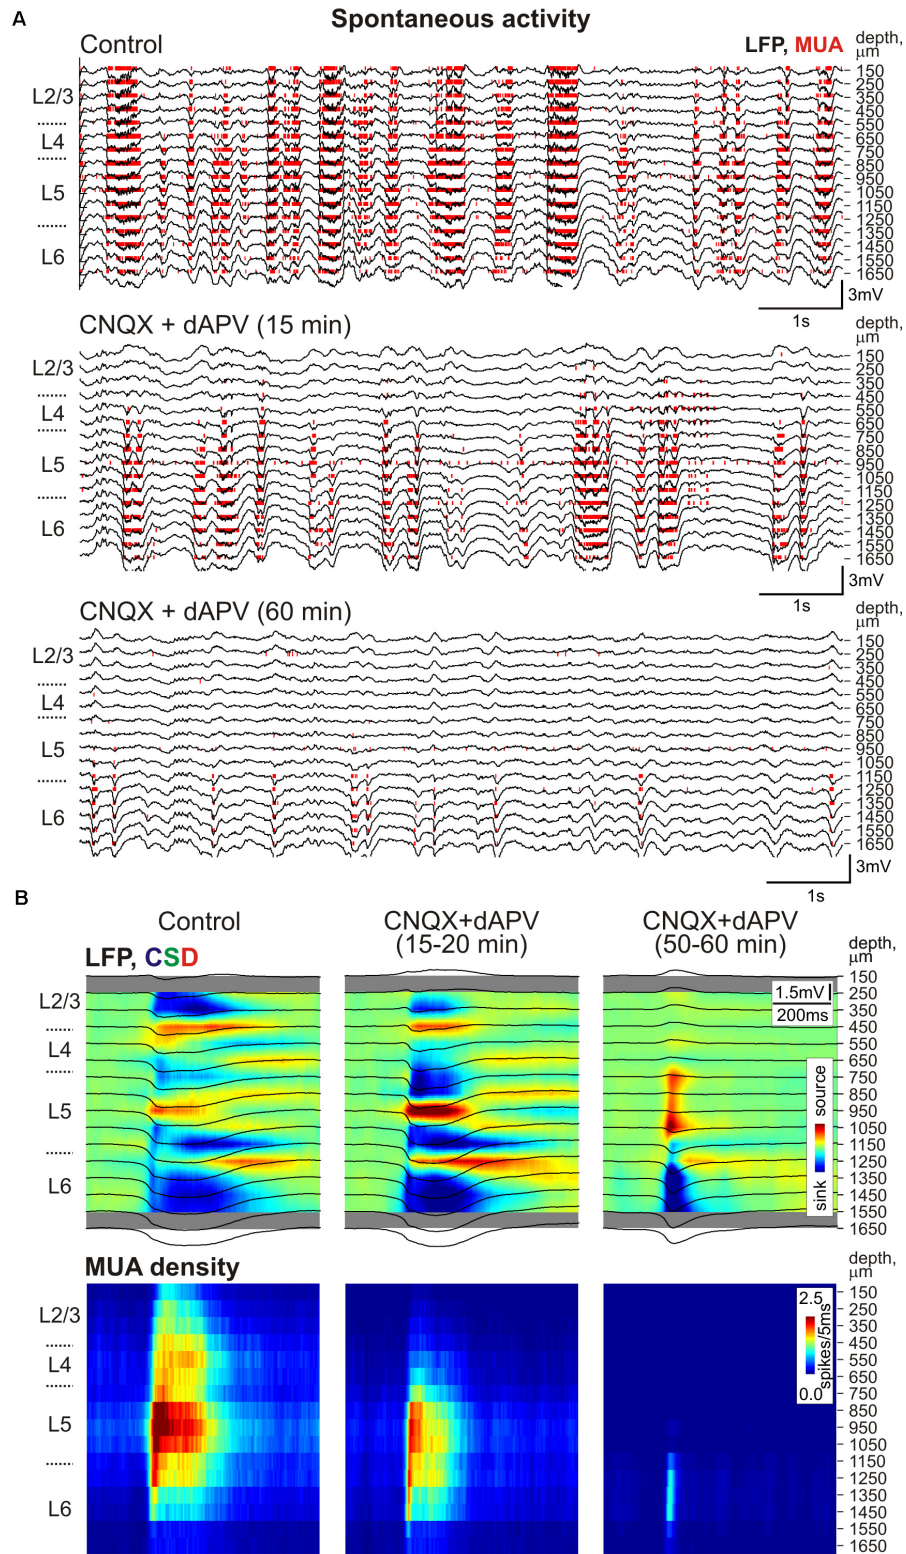 A
Spontaneous activity
Control
LFP, MUA
depth, μm
150
250
350
450
550
650
750
850
950
1050
1150
1250
1350
1450
1550
1650
L2/3
L4
L5
L6
3mV
1s
CNQX + dAPV (15 min)
depth, μm
150
250
350
450
550
650
750
850
950
1050
1150
1250
1350
1450
1550
1650
L2/3
L4
L5
L6
3mV
1s
CNQX + dAPV (60 min)
depth, μm
150
250
350
450
550
650
750
850
950
1050
1150
1250
1350
1450
1550
1650
L2/3
L4
L5
L6
3mV
1s
B
Control
CNQX+dAPV
(15-20 min)
CNQX+dAPV
(50-60 min)
LFP, CSD
depth, μm
150
250
350
450
550
650
750
850
950
1050
1150
1250
1350
1450
1550
1650
L2/3
L4
L5
L6
1.5mV
200ms
sink source
MUA density
depth, μm
150
250
350
450
550
650
750
850
950
1050
1150
1250
1350
1450
1550
1650
L2/3
L4
L5
L6
2.5
0.0
spikes/5ms